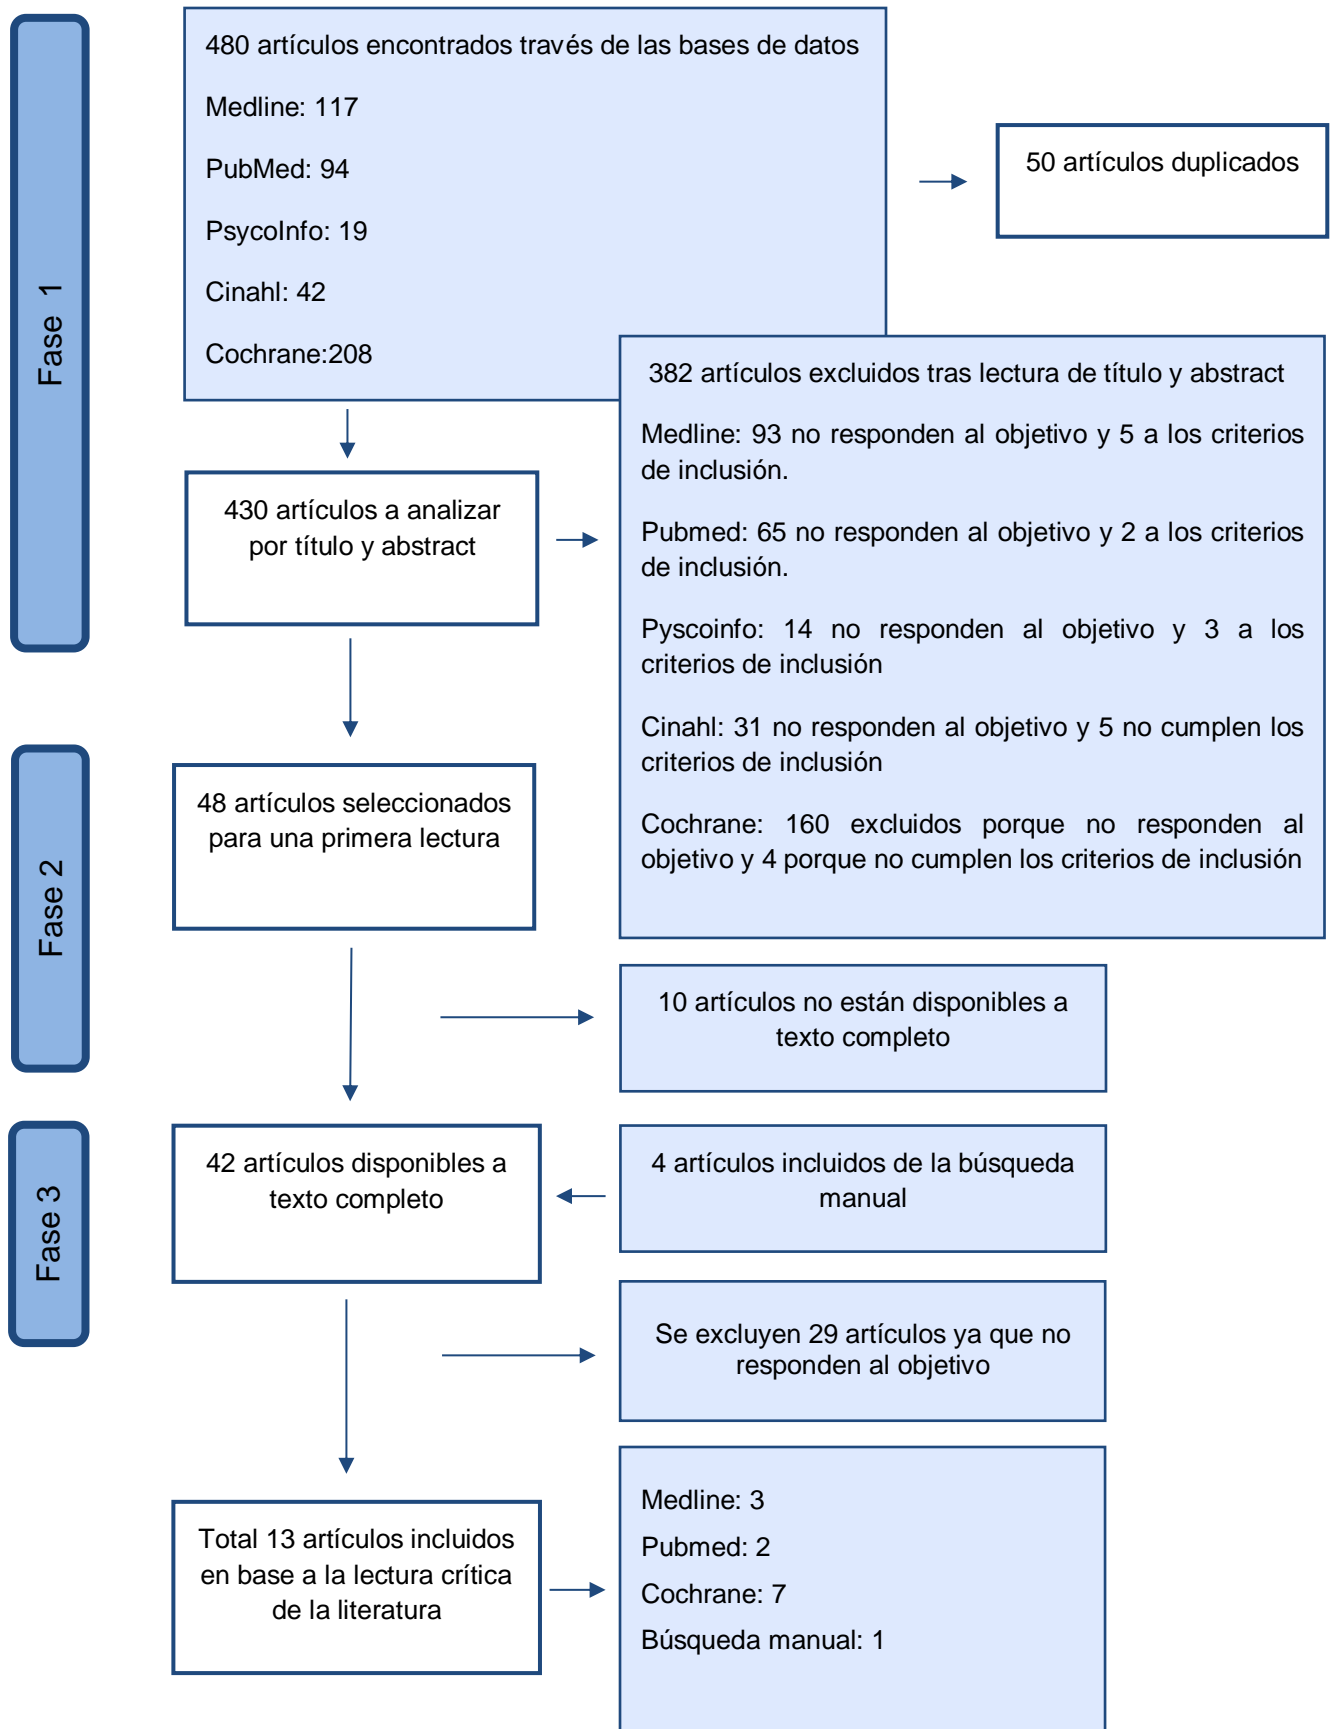 Fase 1
480 artículos encontrados través de las bases de datos
Medline: 117
PubMed: 94
PsycoInfo: 19
Cinahl: 42
Cochrane:208
50 artículos duplicados
430 artículos a analizar
por título y abstract
382 artículos excluidos tras lectura de título y abstract
Medline: 93 no responden al objetivo y 5 a los criterios
de inclusión.
Pubmed: 65 no responden al objetivo y 2 a los criterios
de inclusión.
Pyscoinfo: 14 no responden al objetivo y 3 a los
criterios de inclusión
Cinahl: 31 no responden al objetivo y 5 no cumplen los
criterios de inclusión
Cochrane: 160 excluidos porque no responden al
objetivo y 4 porque no cumplen los criterios de inclusión
Fase 2
48 artículos seleccionados
para una primera lectura
10 artículos no están disponibles a
texto completo
Fase 3
42 artículos disponibles a
texto completo
4 artículos incluidos de la búsqueda
manual
Se excluyen 29 artículos ya que no
responden al objetivo
Total 13 artículos incluidos
en base a la lectura crítica
de la literatura
Medline: 3
Pubmed: 2
Cochrane: 7
Búsqueda manual: 1